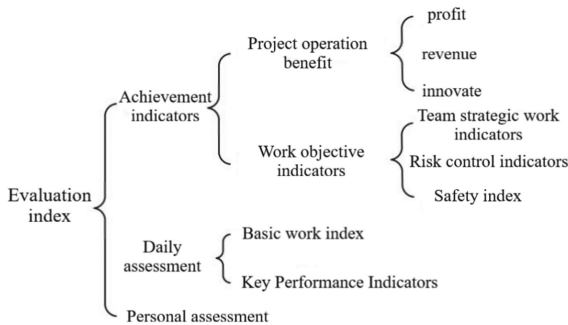 Evaluation
index
Achievement
indicators
Project operation
benefit
profit
revenue
innovate
Work objective
indicators
Team strategic work
indicators
Risk control indicators
Safety index
Daily
assessment
Basic work index
Key Performance Indicators
Personal assessment